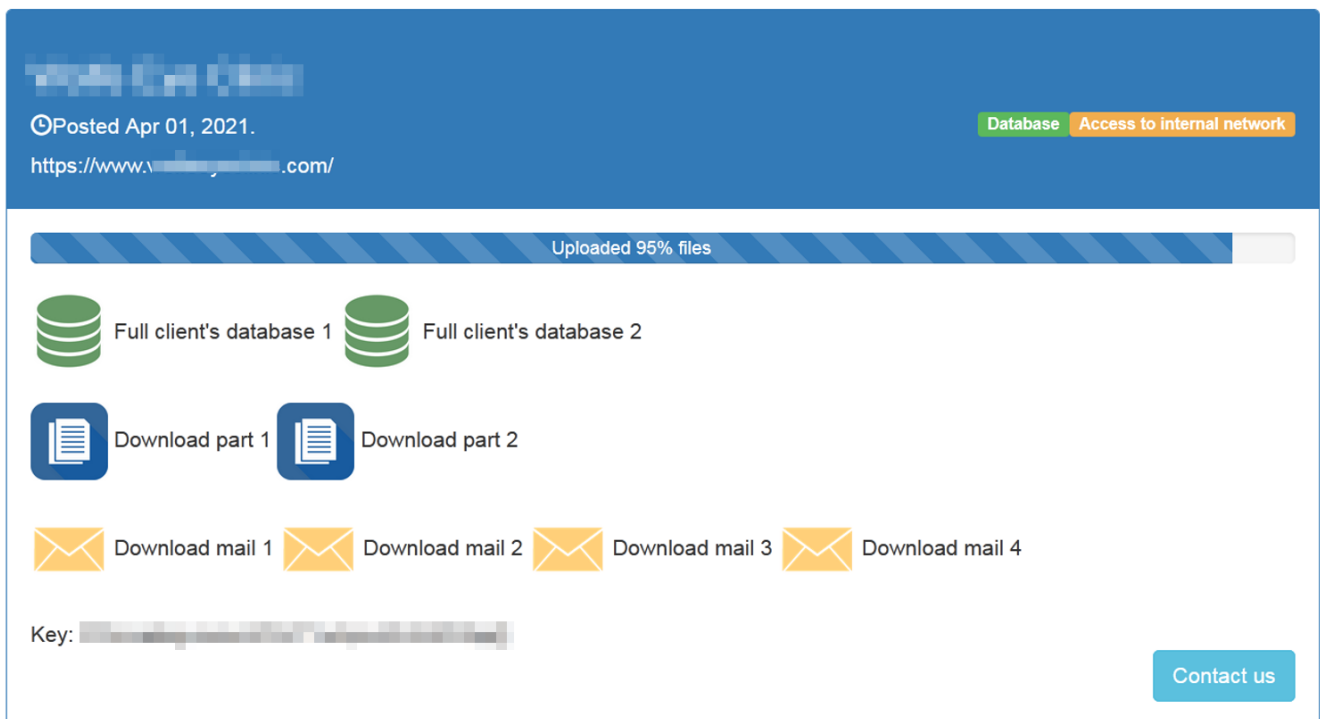 Posted Apr 01, 2021.
Database Access to internal network
https://www. .com/
Uploaded 95% files
Full client's database 1 Full client's database 2
Download part 1 Download part 2
Download mail 1 Download mail 2 Download mail 3 Download mail 4
Key:
Contact us